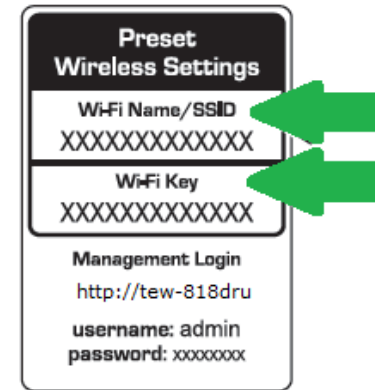 Preset
Wireless Settings
Wi-Fi Name/SSID
XXXXXXXXXXXXX
Wi-Fi Key
XXXXXXXXXXXXX
Management Login
http://tew-818dru
username: admin
password: xxxxxxxx